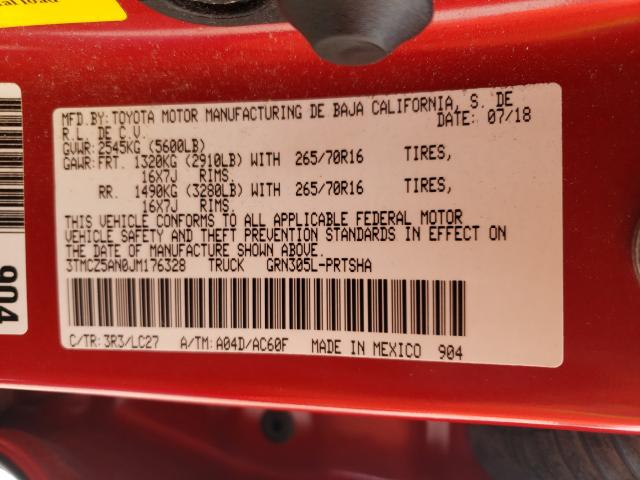 MFD.BY: TOYOTA MOTOR MANUFACTURING DE BAJA CALIFORNIA, S. DE
R.L. DE C.V. DATE: 07/18
GVWR: 2545KG (5600LB)
GAWR: FRT. 1320KG (2910LB) WITH 265/70R16 TIRES,
16X7J RIMS.
RR. 1490KG (3280LB) WITH 265/70R16 TIRES,
16X7J RIMS.
THIS VEHICLE CONFORMS TO ALL APPLICABLE FEDERAL MOTOR
VEHICLE SAFETY AND THEFT PREVENTION STANDARDS IN EFFECT ON
THE DATE OF MANUFACTURE SHOWN ABOVE.
3TMCZ5AN0JM176328 TRUCK GRN305L-PRTSHA
C/TR: 3R3/LC27 A/TM: A04D/AC60F MADE IN MEXICO 904
904